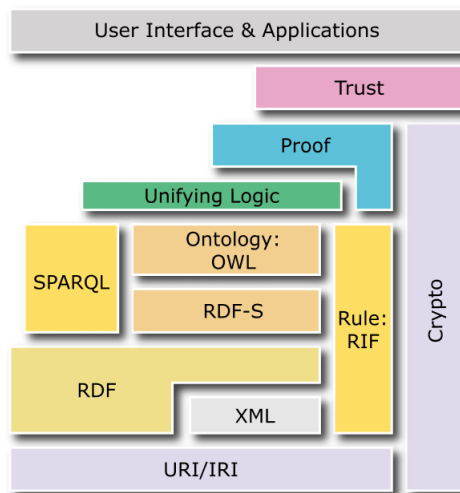 User Interface & Applications
Trust
Proof
Unifying Logic
Ontology:
OWL
SPARQL
RDF-S
Rule:
RIF
Crypto
RDF
XML
URI/IRI